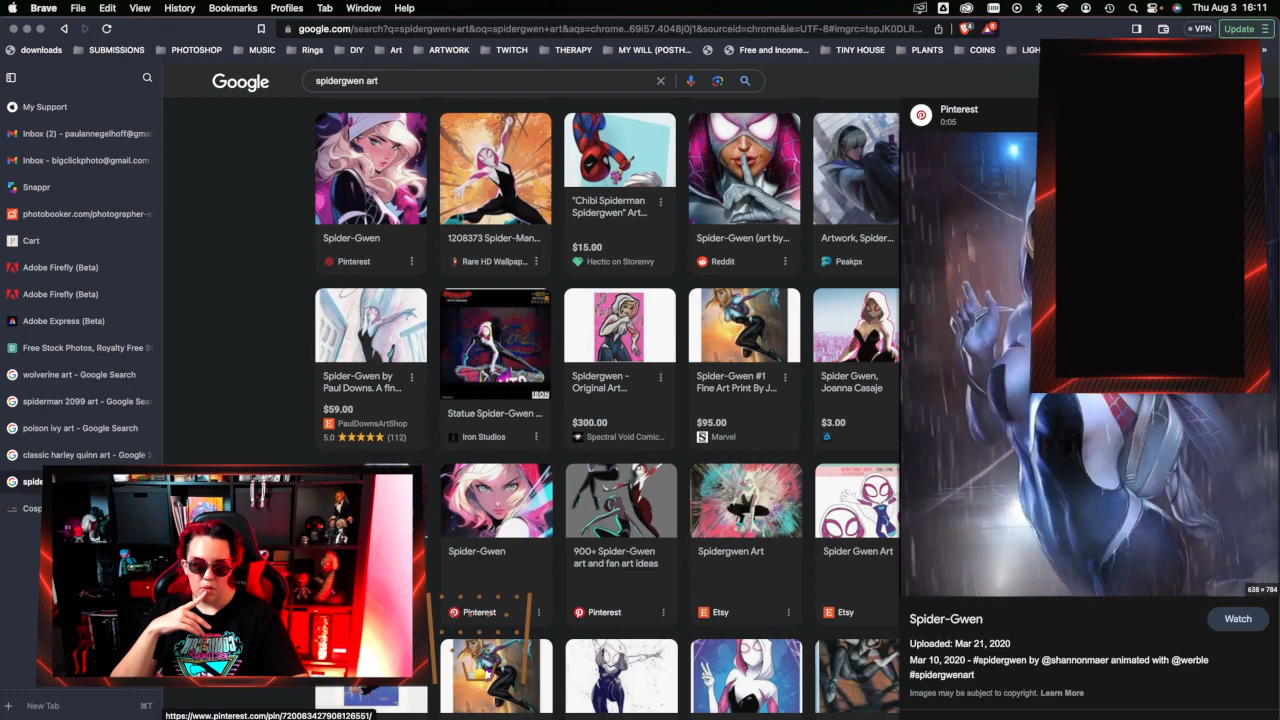 Brave File Edit View History Bookmarks Profiles Tab Window Help
Thu Aug 3 16:11
google.com/search?q=spidergwen+art&oq=spidergwen+art&aqs=chrome..69i57.4048j0j1&sourceid=chrome&ie=UTF-8#imgrc=tspJK0DLR...
VPN
Update
downloads SUBMISSIONS PHOTOSHOP MUSIC Rings DIY Art ARTWORK TWITCH THERAPY MY WILL (POSTH... Free and Income... TINY HOUSE PLANTS COINS LIGH
My Support
Inbox (2) - paulannegelhoff@gma
Inbox - bigclickphoto@gmail.com
Snappr
photobooker.com/photographer-s
Cart
Adobe Firefly (Beta)
Adobe Firefly (Beta)
Adobe Express (Beta)
Free Stock Photos, Royalty Free S
wolverine art - Google Search
spiderman 2099 art - Google Sea
poison ivy art - Google Search
classic harley quinn art - Google S
spide
Cosp
New Tab
⌘T
Google
spidergwen art
Spider-Gwen
Pinterest
1208373 Spider-Man...
Rare HD Wallpap...
"Chibi Spiderman
Spidergwen" Art...
$15.00
Hectic on Storenvy
Spider-Gwen (art by...
Reddit
Artwork, Spider...
Peakpx
Spider-Gwen by
Paul Downs. A fin...
$59.00
PaulDownsArtShop
5.0 ★★★★★ (112)
Statue Spider-Gwen ...
Iron Studios
IRON
Spidergwen -
Original Art...
$300.00
Spectral Void Comic...
Spider-Gwen #1
Fine Art Print By J...
$95.00
Marvel
Spider Gwen,
Joanna Casaje
$3.00
Spider-Gwen
Pinterest
900+ Spider-Gwen
art and fan art ideas
Pinterest
Spidergwen Art
Etsy
Spider Gwen Art
Etsy
Pinterest
0:05
638 × 784
Spider-Gwen
Watch
Uploaded: Mar 21, 2020
Mar 10, 2020 - #spidergwen by @shannonmaer animated with @werble
#spidergwenart
Images may be subject to copyright. Learn More
https://www.pinterest.com/pin/720083427908126551/